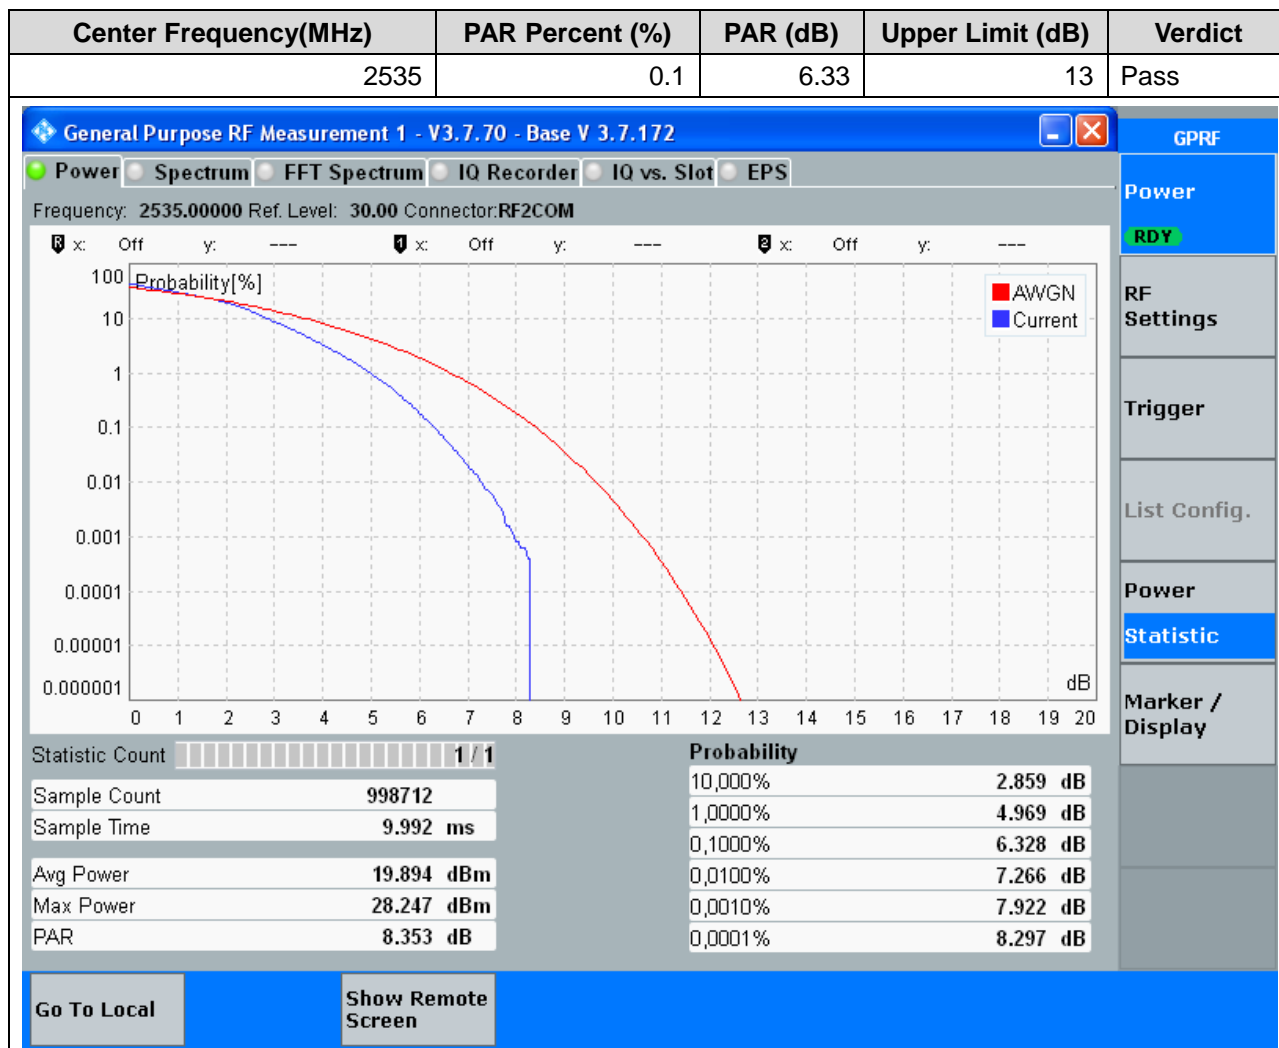 Center Frequency(MHz) PAR Percent (%) PAR (dB) Upper Limit (dB) Verdict
2535 0.1 6.33 13 Pass
General Purpose RF Measurement 1 - V3.7.70 - Base V 3.7.172
GPRF
Power Spectrum FFT Spectrum IQ Recorder IQ vs. Slot EPS
Frequency: 2535.00000 Ref. Level: 30.00 Connector:RF2COM
R x: Off y: --- 1 x: Off y: --- 2 x: Off y: ---
Probability[%]
AWGN
Current
100
10
1
0.1
0.01
0.001
0.0001
0.00001
0.000001
dB
0 1 2 3 4 5 6 7 8 9 10 11 12 13 14 15 16 17 18 19 20
Statistic Count 1 / 1
Sample Count 998712
Sample Time 9.992 ms
Avg Power 19.894 dBm
Max Power 28.247 dBm
PAR 8.353 dB
Probability
10,000% 2.859 dB
1,0000% 4.969 dB
0,1000% 6.328 dB
0,0100% 7.266 dB
0,0010% 7.922 dB
0,0001% 8.297 dB
Power
RDY
RF
Settings
Trigger
List Config.
Power
Statistic
Marker /
Display
Go To Local
Show Remote
Screen